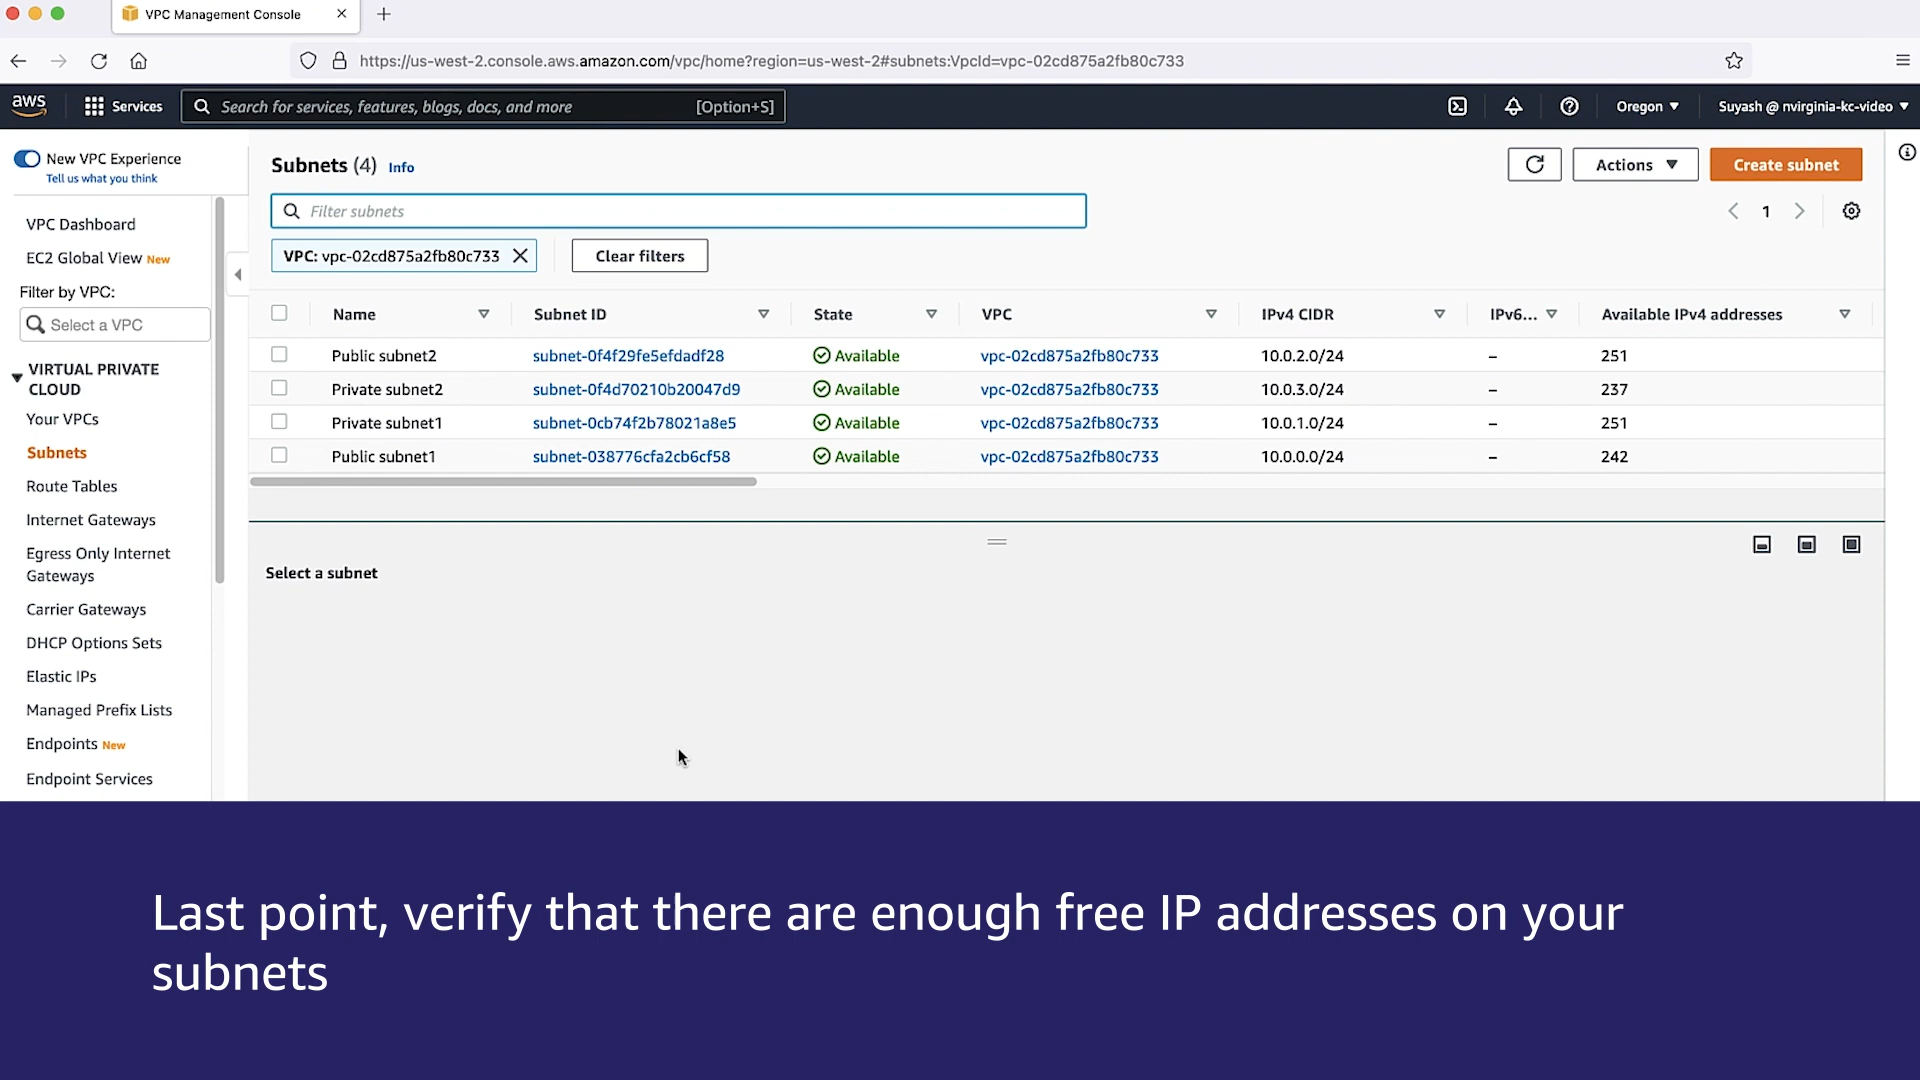 VPC Management Console
https://us-west-2.console.aws.amazon.com/vpc/home?region=us-west-2#subnets:VpcId=vpc-02cd875a2fb80c733
aws Services Search for services, features, blogs, docs, and more [Option+S] Oregon Suyash @ nvirginia-kc-video
New VPC Experience
Tell us what you think
VPC Dashboard
EC2 Global View New
Filter by VPC:
Select a VPC
VIRTUAL PRIVATE
CLOUD
Your VPCs
Subnets
Route Tables
Internet Gateways
Egress Only Internet
Gateways
Carrier Gateways
DHCP Options Sets
Elastic IPs
Managed Prefix Lists
Endpoints New
Endpoint Services
Subnets (4) Info
Actions
Create subnet
Filter subnets
1
VPC: vpc-02cd875a2fb80c733
Clear filters
Name Subnet ID State VPC IPv4 CIDR IPv6... Available IPv4 addresses
Public subnet2 subnet-0f4f29fe5efdadf28 Available vpc-02cd875a2fb80c733 10.0.2.0/24 – 251
Private subnet2 subnet-0f4d70210b20047d9 Available vpc-02cd875a2fb80c733 10.0.3.0/24 – 237
Private subnet1 subnet-0cb74f2b78021a8e5 Available vpc-02cd875a2fb80c733 10.0.1.0/24 – 251
Public subnet1 subnet-038776cfa2cb6cf58 Available vpc-02cd875a2fb80c733 10.0.0.0/24 – 242
Select a subnet
Last point, verify that there are enough free IP addresses on your
subnets